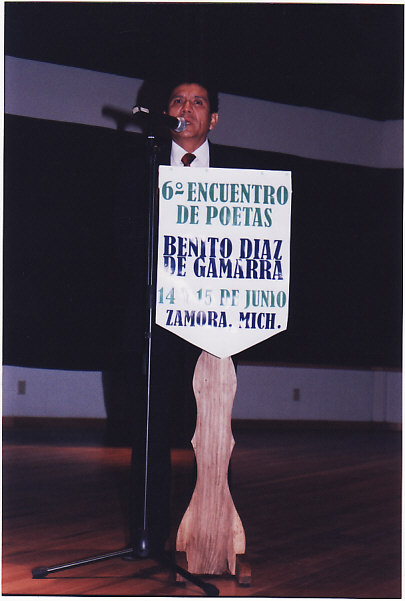 6º ENCUENTRO
DE POETAS
BENITO DIAZ
DE GAMARRA
14 Y 15 DE JUNIO
ZAMORA. MICH.